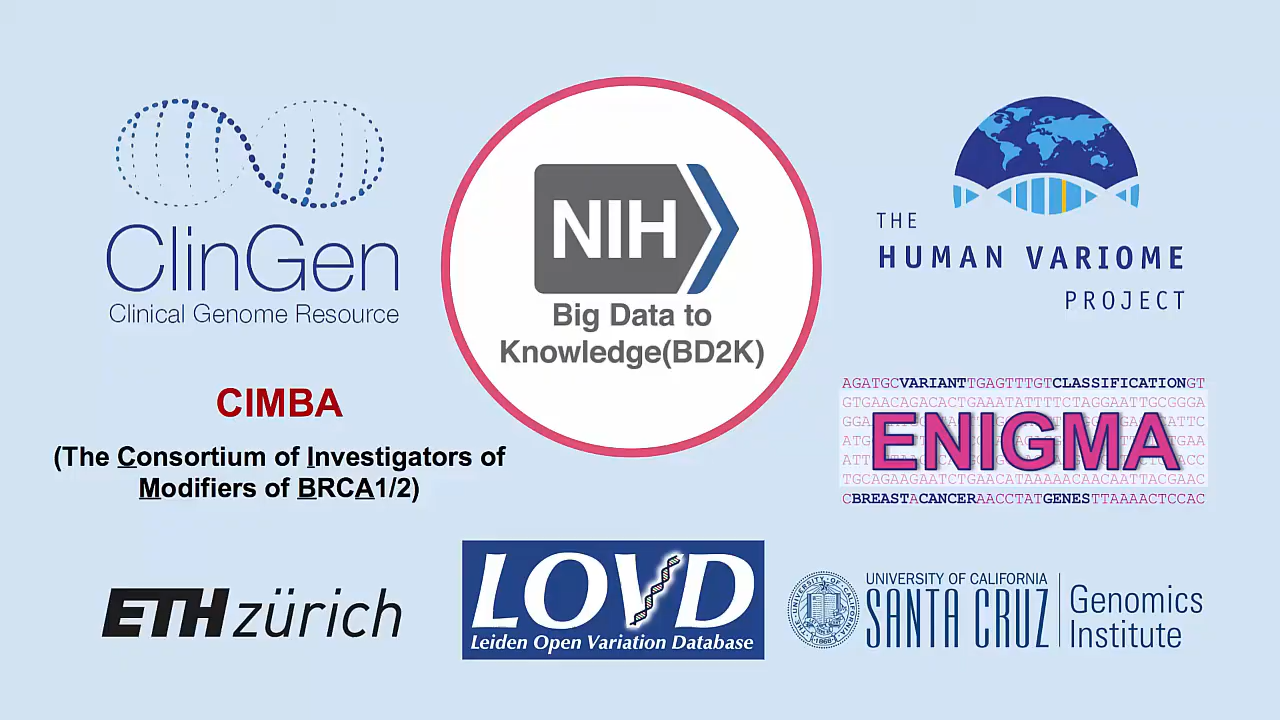 ClinGen
Clinical Genome Resource
NIH
Big Data to
Knowledge(BD2K)
THE
HUMAN VARIOME
PROJECT
CIMBA
(The Consortium of Investigators of
Modifiers of BRCA1/2)
AGATGCVARIANTTGAGTTTGTCLASSIFICATIONGT
GTGAACAGACACTGAAATATTTTCTAGGAATTGCGGGA
ENIGMA
TGCAGAAGAATCTGAACATAAAAACAACAATTACGAAC
CBREASTACANCERAACCTATGENESTTAAAACTCCAC
ETH zürich
LOVD
Leiden Open Variation Database
UNIVERSITY OF CALIFORNIA
SANTA CRUZ
Genomics
Institute